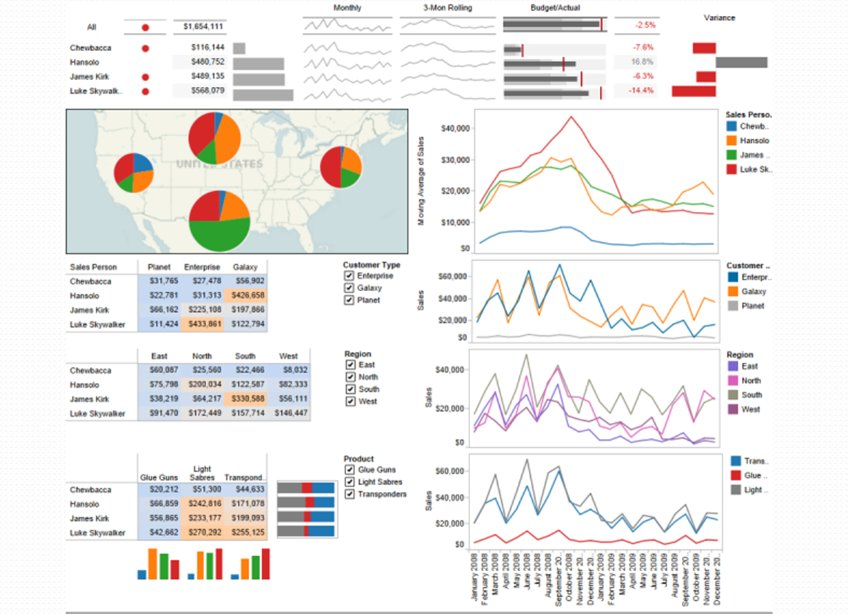 Monthly 3-Mon Rolling Budget/Actual Variance
All $1,654,111 -2.5%
Chewbacca $116,144 -7.6%
Hansolo $480,752 16.8%
James Kirk $489,135 -6.3%
Luke Skywalk.. $568,079 -14.4%
UNITED STATES
Moving Average of Sales
$40,000
$30,000
$20,000
$10,000
$0
Sales Perso..
Chewb..
Hansolo
James ..
Luke Sk..
Sales Person Planet Enterprise Galaxy
Chewbacca $31,765 $27,478 $56,902
Hansolo $22,781 $31,313 $426,658
James Kirk $66,162 $225,108 $197,866
Luke Skywalker $11,424 $433,861 $122,794
Customer Type
Enterprise
Galaxy
Planet
Sales
$60,000
$40,000
$20,000
$0
Customer ..
Enterpr..
Galaxy
Planet
East North South West
Chewbacca $60,087 $25,560 $22,466 $8,032
Hansolo $75,798 $200,034 $122,587 $82,333
James Kirk $38,219 $64,217 $330,588 $56,111
Luke Skywalker $91,470 $172,449 $157,714 $146,447
Region
East
North
South
West
Sales
$40,000
$20,000
$0
Region
East
North
South
West
Glue Guns Light Sabres Transpond..
Chewbacca $20,212 $51,300 $44,633
Hansolo $66,859 $242,816 $171,078
James Kirk $56,865 $233,177 $199,093
Luke Skywalker $42,662 $270,292 $255,125
Product
Glue Guns
Light Sabres
Transponders
Sales
$60,000
$40,000
$20,000
$0
Trans..
Glue ..
Light ..
January 2008
February 2008
March 2008
April 2008
May 2008
June 2008
July 2008
August 2008
September 20..
October 2008
November 20..
December 20..
January 2009
February 2009
March 2009
April 2009
May 2009
June 2009
July 2009
August 2009
September 20..
October 2009
November 20..
December 20..